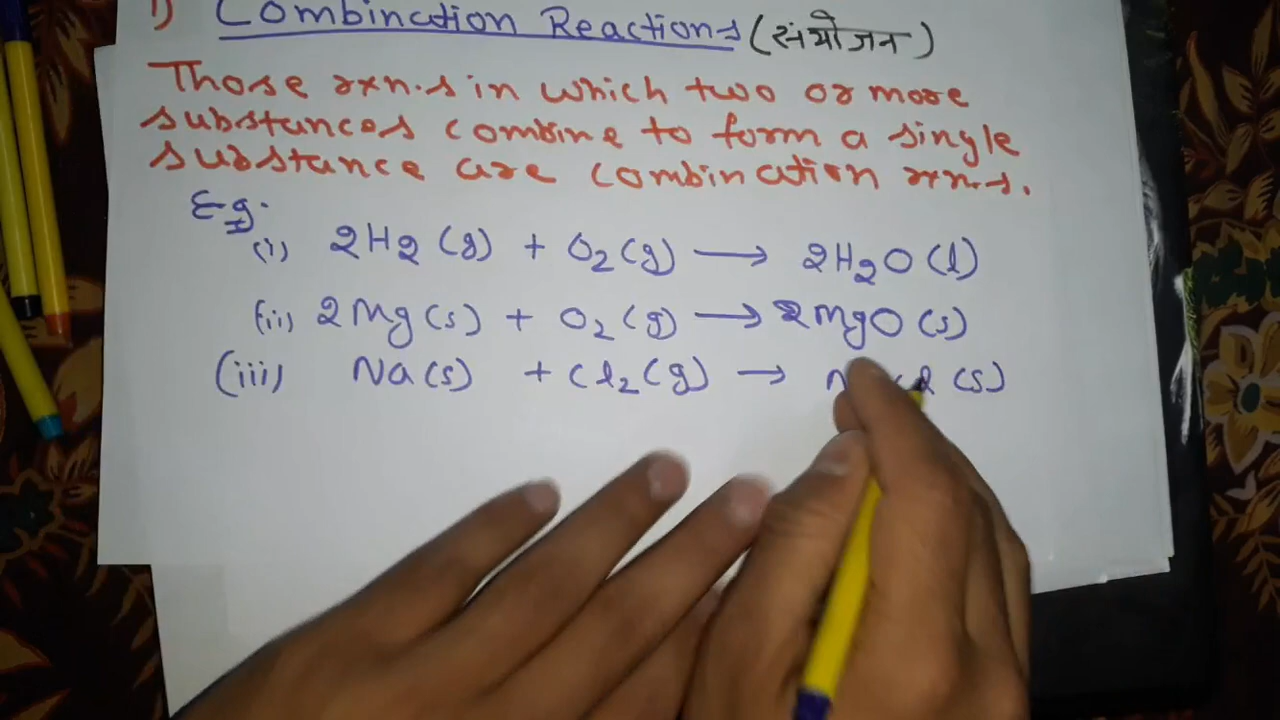 1) Combination Reactions (संयोजन)
Those rxn.s in which two or more
substances combine to form a single
substance are combination rxn.s.
Eg.
(i) 2H2 (g) + O2 (g) ⟶ 2H2O (l)
(ii) 2Mg (s) + O2 (g) ⟶ 2MgO (s)
(iii) Na (s) + Cl2 (g) → (s)